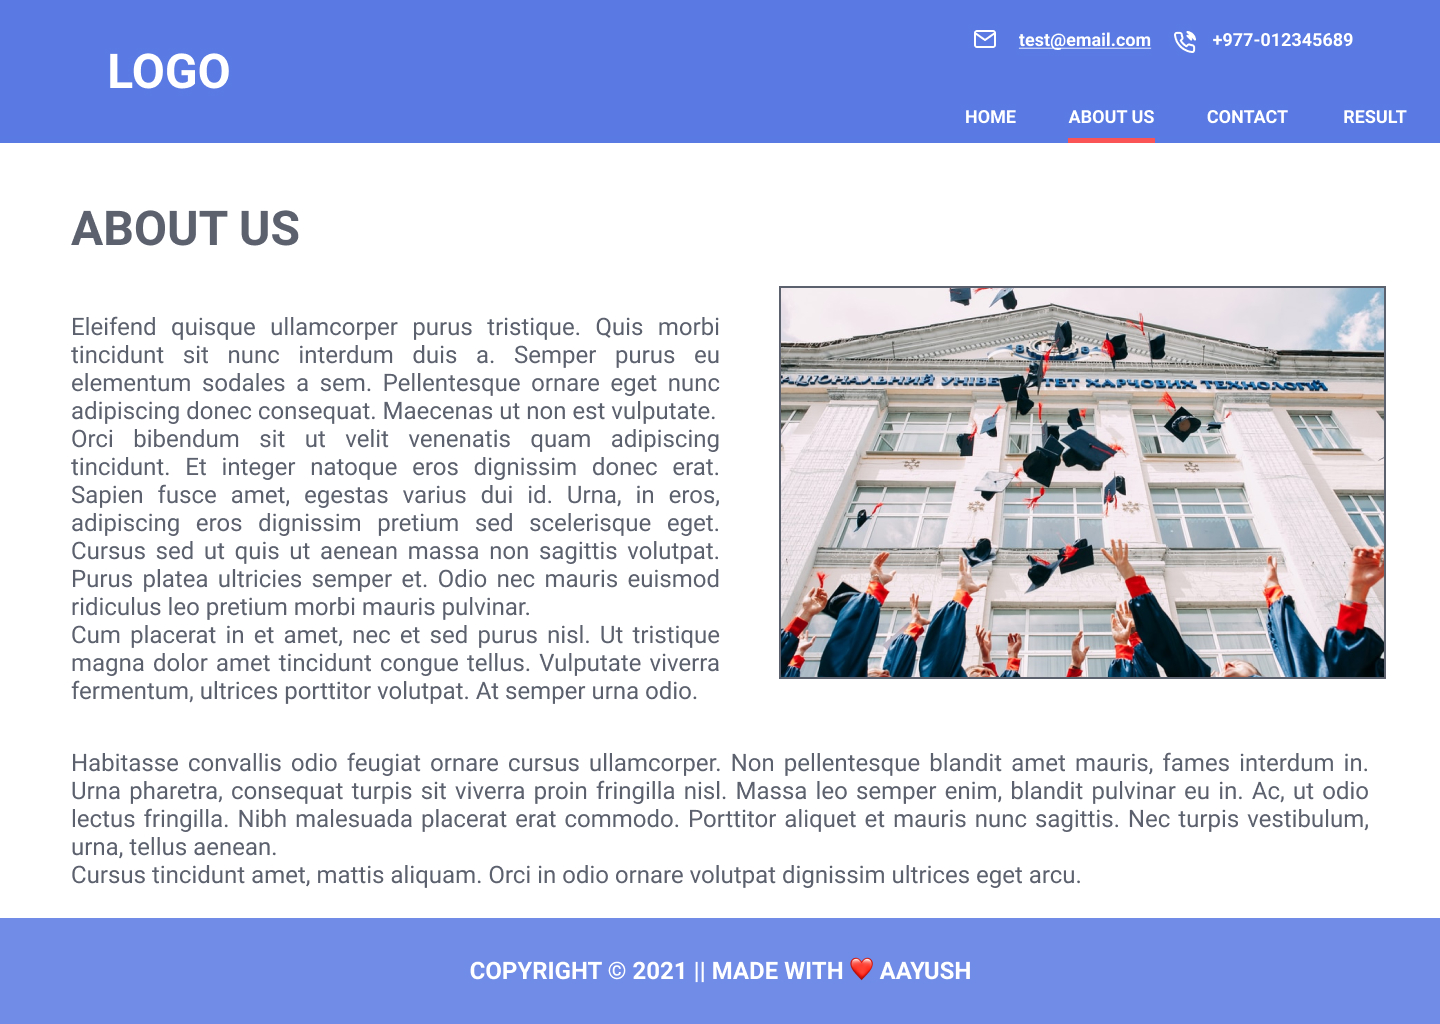 LOGO
test@email.com +977-012345689
HOME ABOUT US CONTACT RESULT
ABOUT US
Eleifend quisque ullamcorper purus tristique. Quis morbi
tincidunt sit nunc interdum duis a. Semper purus eu
elementum sodales a sem. Pellentesque ornare eget nunc
adipiscing donec consequat. Maecenas ut non est vulputate.
Orci bibendum sit ut velit venenatis quam adipiscing
tincidunt. Et integer natoque eros dignissim donec erat.
Sapien fusce amet, egestas varius dui id. Urna, in eros,
adipiscing eros dignissim pretium sed scelerisque eget.
Cursus sed ut quis ut aenean massa non sagittis volutpat.
Purus platea ultricies semper et. Odio nec mauris euismod
ridiculus leo pretium morbi mauris pulvinar.
Cum placerat in et amet, nec et sed purus nisl. Ut tristique
magna dolor amet tincidunt congue tellus. Vulputate viverra
fermentum, ultrices porttitor volutpat. At semper urna odio.
ХАРЧОВИХ ТЕХНОЛОГІЙ
Habitasse convallis odio feugiat ornare cursus ullamcorper. Non pellentesque blandit amet mauris, fames interdum in.
Urna pharetra, consequat turpis sit viverra proin fringilla nisl. Massa leo semper enim, blandit pulvinar eu in. Ac, ut odio
lectus fringilla. Nibh malesuada placerat erat commodo. Porttitor aliquet et mauris nunc sagittis. Nec turpis vestibulum,
urna, tellus aenean.
Cursus tincidunt amet, mattis aliquam. Orci in odio ornare volutpat dignissim ultrices eget arcu.
COPYRIGHT © 2021 || MADE WITH ❤️ AAYUSH